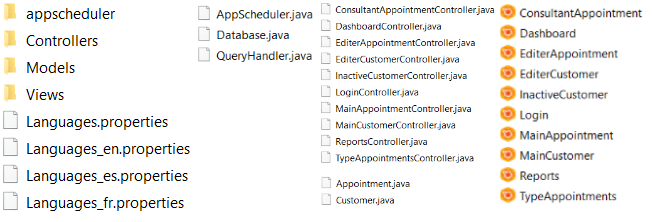 appscheduler
Controllers
Models
Views
Languages.properties
Languages_en.properties
Languages_es.properties
Languages_fr.properties
AppScheduler.java
Database.java
QueryHandler.java
ConsultantAppointmentController.java
DashboardController.java
EditerAppointmentController.java
EditerCustomerController.java
InactiveCustomerController.java
LoginController.java
MainAppointmentController.java
MainCustomerController.java
ReportsController.java
TypeAppointmentsController.java
Appointment.java
Customer.java
ConsultantAppointment
Dashboard
EditerAppointment
EditerCustomer
InactiveCustomer
Login
MainAppointment
MainCustomer
Reports
TypeAppointments